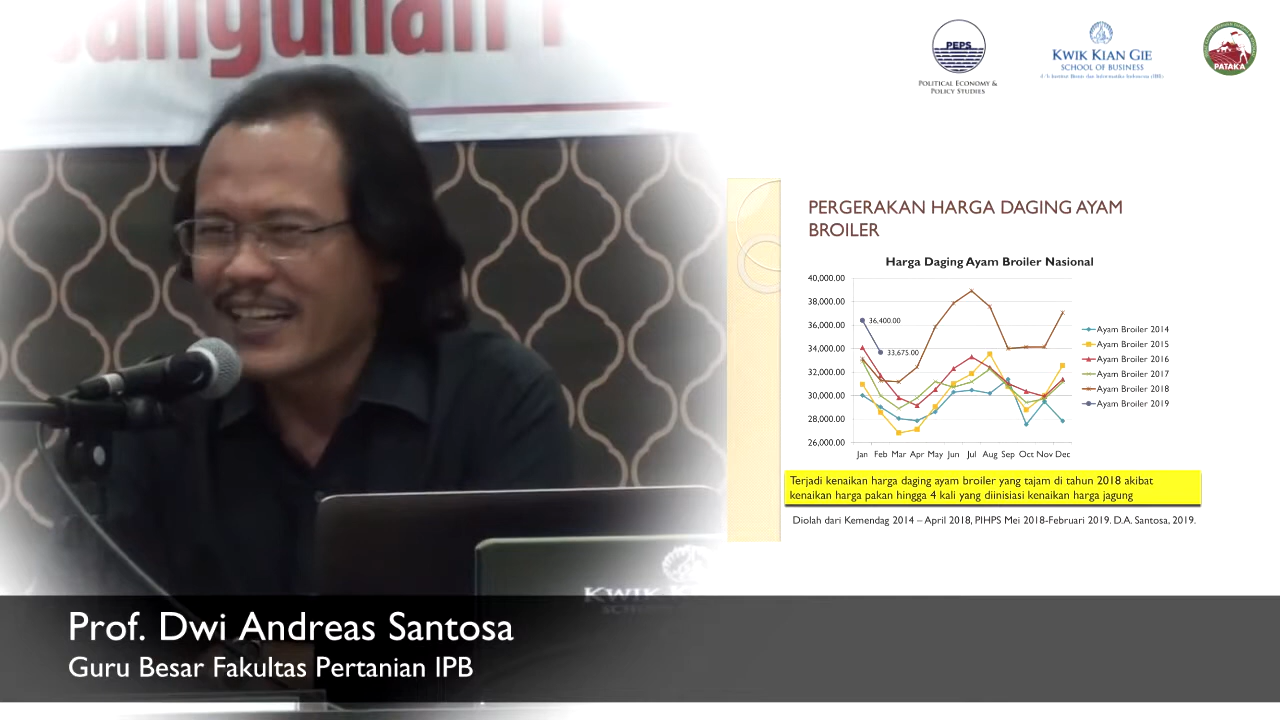 angunan
PEPS
POLITICAL ECONOMY &
POLICY STUDIES
KWIK KIAN GIE
SCHOOL OF BUSINESS
PATAKA
PERGERAKAN HARGA DAGING AYAM
BROILER
Harga Daging Ayam Broiler Nasional
40,000.00
38,000.00
36,000.00
34,000.00
32,000.00
30,000.00
28,000.00
26,000.00
36,400.00
33,675.00
Jan Feb Mar Apr May Jun Jul Aug Sep Oct Nov Dec
Ayam Broiler 2014
Ayam Broiler 2015
Ayam Broiler 2016
Ayam Broiler 2017
Ayam Broiler 2018
Ayam Broiler 2019
Terjadi kenaikan harga daging ayam broiler yang tajam di tahun 2018 akibat
kenaikan harga pakan hingga 4 kali yang diinisiasi kenaikan harga jagung
Diolah dari Kemendag 2014 – April 2018, PIHPS Mei 2018-Februari 2019. D.A. Santosa, 2019.
KWIK K
Prof. Dwi Andreas Santosa
Guru Besar Fakultas Pertanian IPB